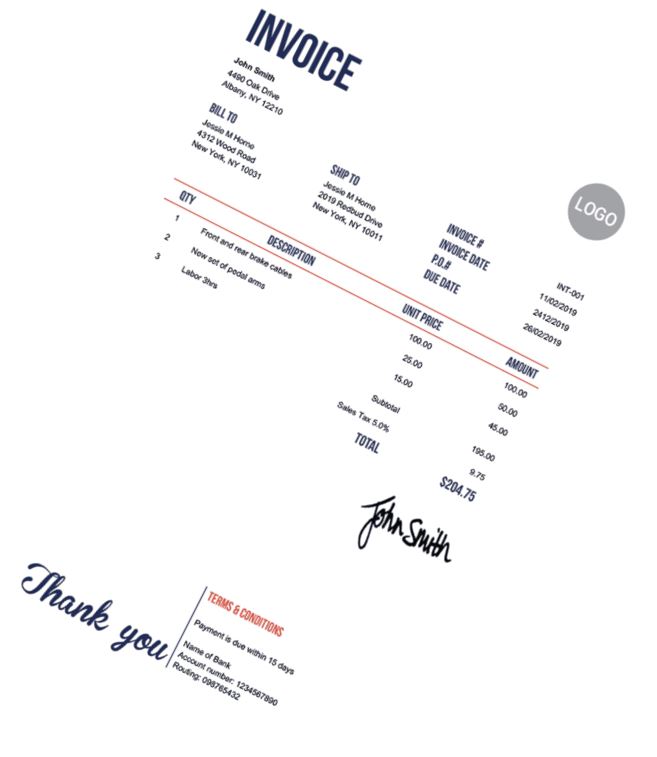 INVOICE
John Smith
4490 Oak Drive
Albany, NY 12210
BILL TO
Jessie M Horne
4312 Wood Road
New York, NY 10031
SHIP TO
Jessie M Horne
2019 Redbud Drive
New York, NY 10011
LOGO
INVOICE # INT-001
INVOICE DATE 11/02/2019
P.O.# 2412/2019
DUE DATE 26/02/2019
QTY DESCRIPTION UNIT PRICE AMOUNT
1 Front and rear brake cables 100.00 100.00
2 New set of pedal arms 25.00 50.00
3 Labor 3hrs 15.00 45.00
Subtotal 195.00
Sales Tax 5.0% 9.75
TOTAL $204.75
John Smith
Thank you
TERMS & CONDITIONS
Payment is due within 15 days
Name of Bank
Account number: 1234567890
Routing: 098765432